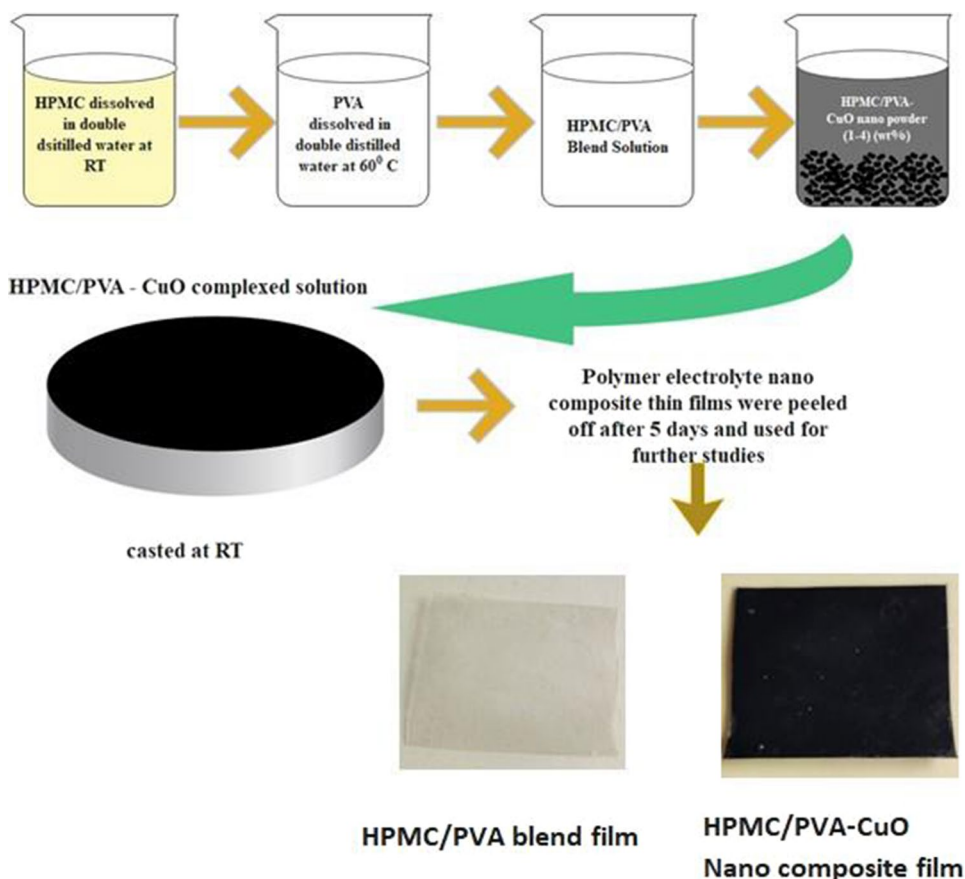 HPMC dissolved
in double
dsitilled water at
RT
PVA
dissolved in
double distilled
water at 60⁰ C
HPMC/PVA
Blend Solution
HPMC/PVA-
CuO nano powder
(1-4) (wt%)
HPMC/PVA - CuO complexed solution
Polymer electrolyte nano
composite thin films were peeled
off after 5 days and used for
further studies
casted at RT
HPMC/PVA blend film
HPMC/PVA-CuO
Nano composite film